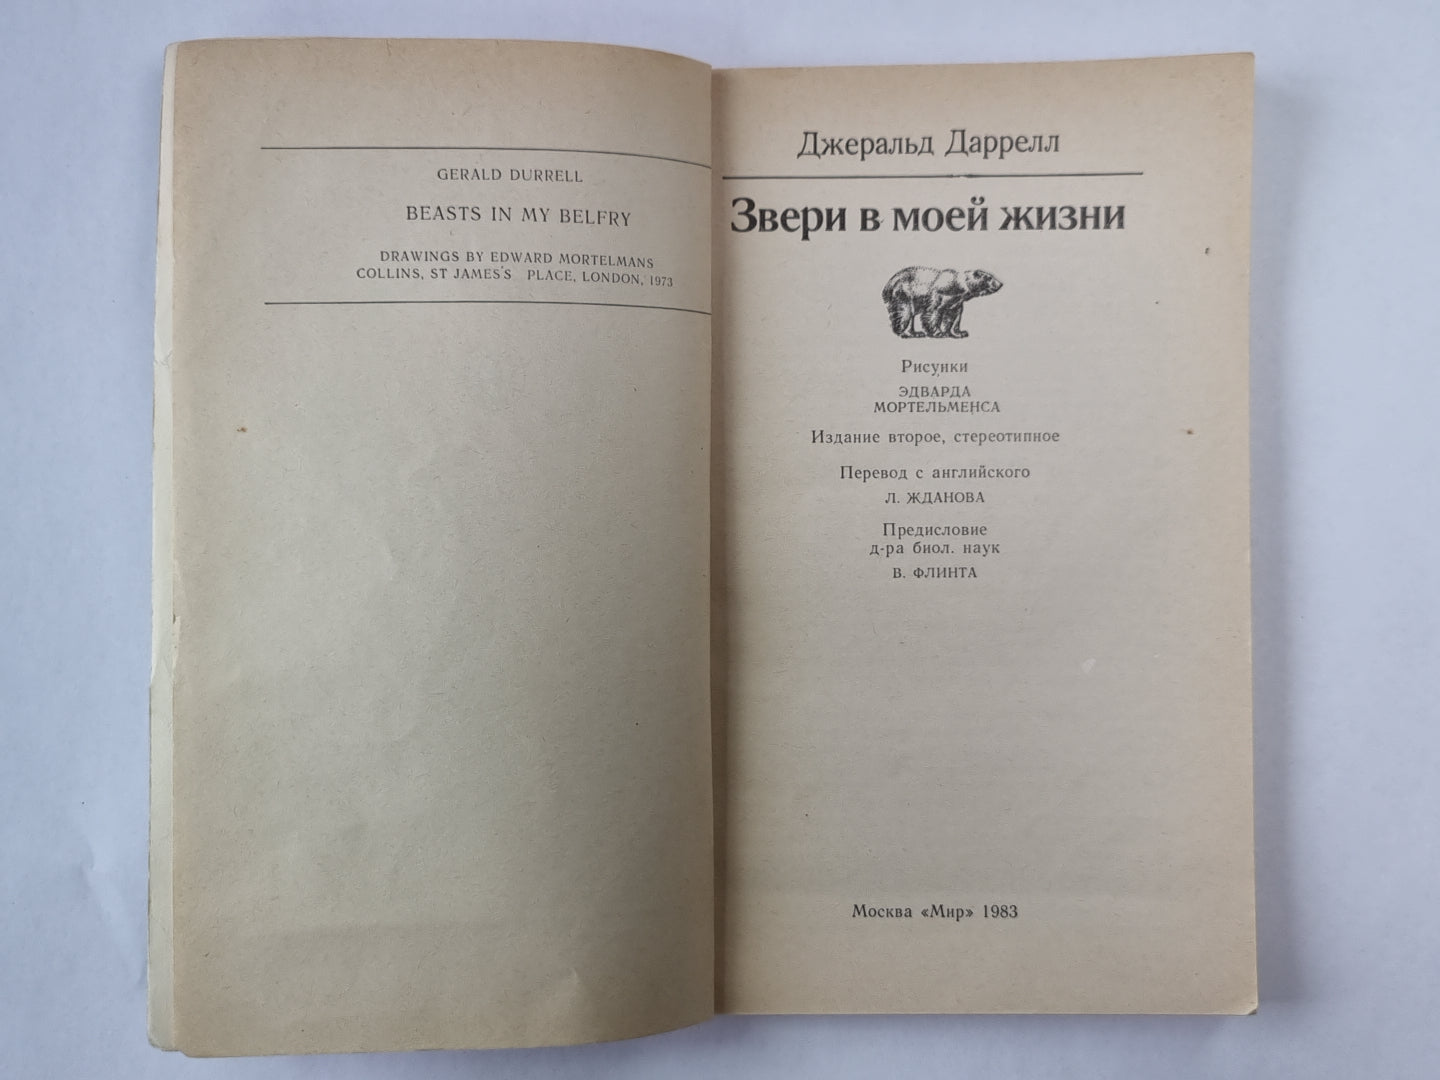 GERALD DURRELL
BEASTS IN MY BELFRY
DRAWINGS BY EDWARD MORTELMANS
COLLINS, ST JAMES'S PLACE, LONDON, 1973
Джеральд Даррелл
Звери в моей жизни
Рисунки
ЭДВАРДА
МОРТЕЛЬМЕНСА
Издание второе, стереотипное
Перевод с английского
Л. ЖДАНОВА
Предисловие
д-ра биол. наук
В. ФЛИНТА
Москва «Мир» 1983